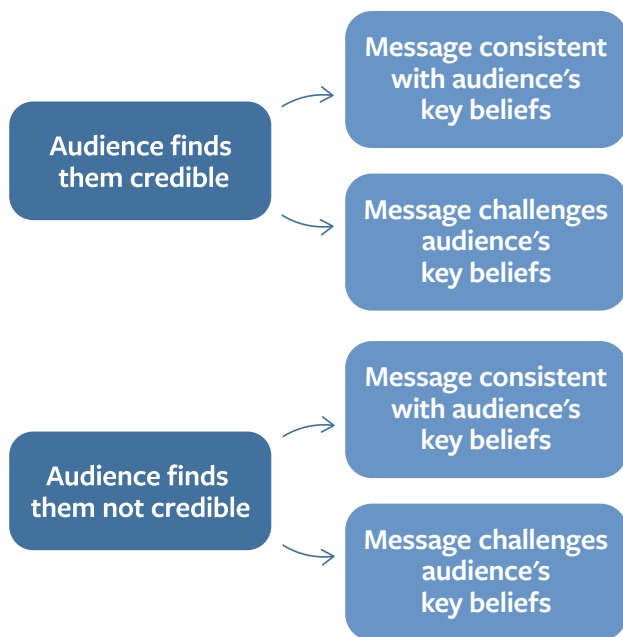 Message consistent
with audience's
key beliefs
Audience finds
them credible
Message challenges
audience's
key beliefs
Message consistent
with audience's
key beliefs
Audience finds
them not credible
Message challenges
audience's
key beliefs